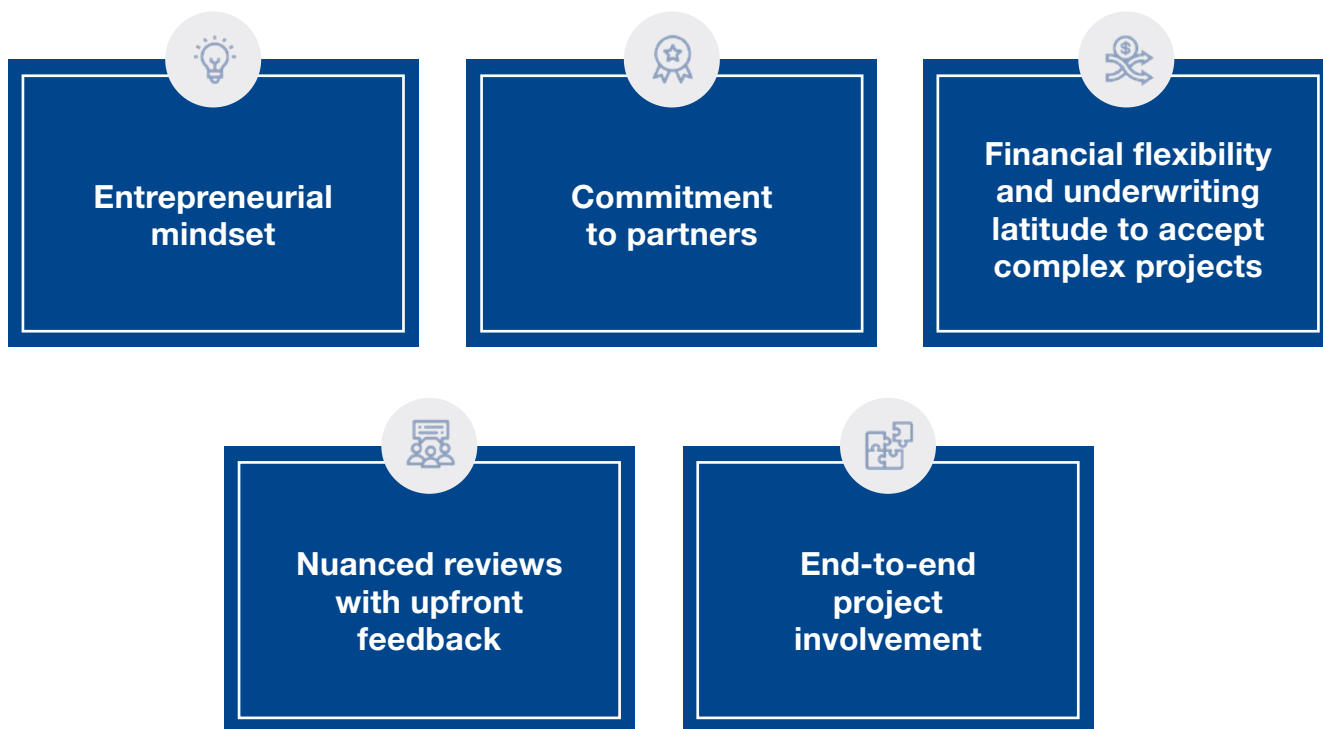 Entrepreneurial
mindset
Commitment
to partners
Financial flexibility
and underwriting
latitude to accept
complex projects
Nuanced reviews
with upfront
feedback
End-to-end
project
involvement